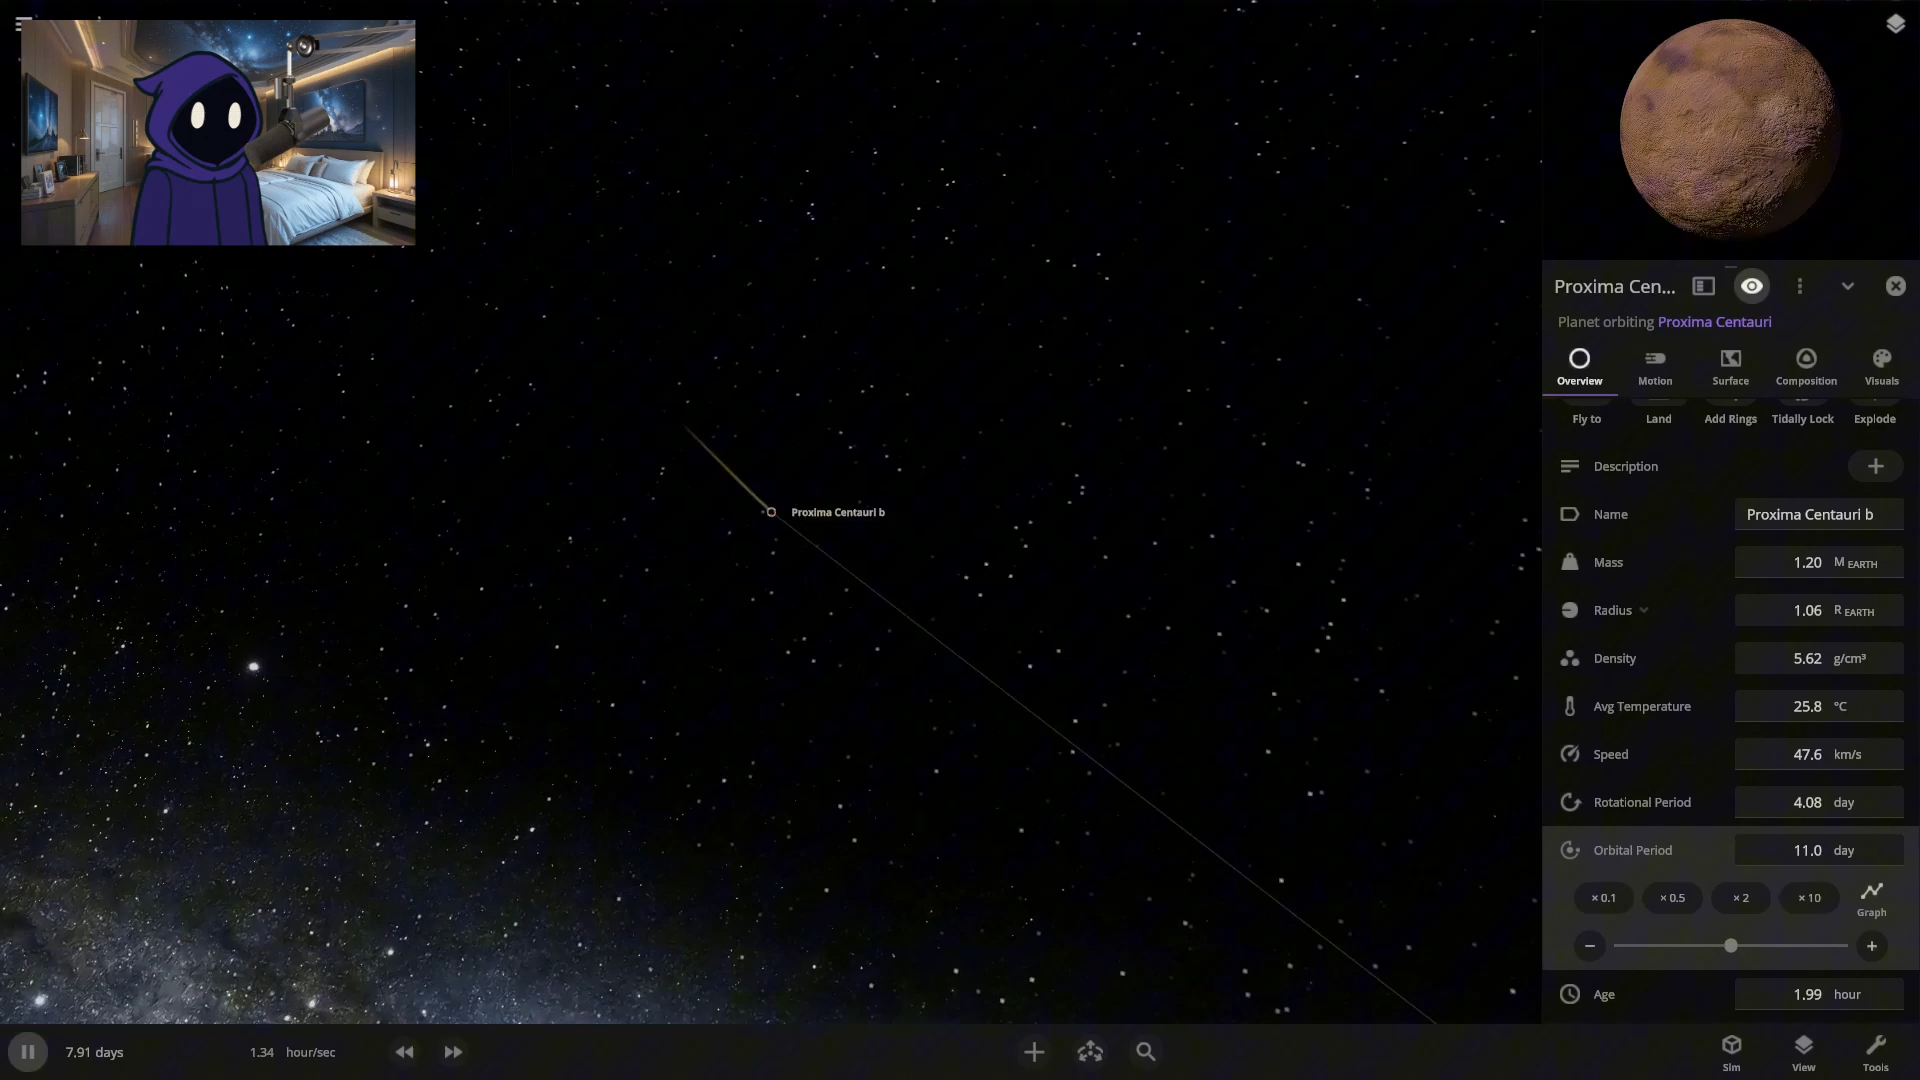 Proxima Cen...
Planet orbiting Proxima Centauri
Overview Motion Surface Composition Visuals
Fly to Land Add Rings Tidally Lock Explode
Description
Name Proxima Centauri b
Mass 1.20 M EARTH
Radius 1.06 R EARTH
Density 5.62 g/cm³
Avg Temperature 25.8 °C
Speed 47.6 km/s
Rotational Period 4.08 day
Orbital Period 11.0 day
× 0.1 × 0.5 × 2 × 10 Graph
Age 1.99 hour
Proxima Centauri b
7.91 days 1.34 hour/sec
Sim View Tools